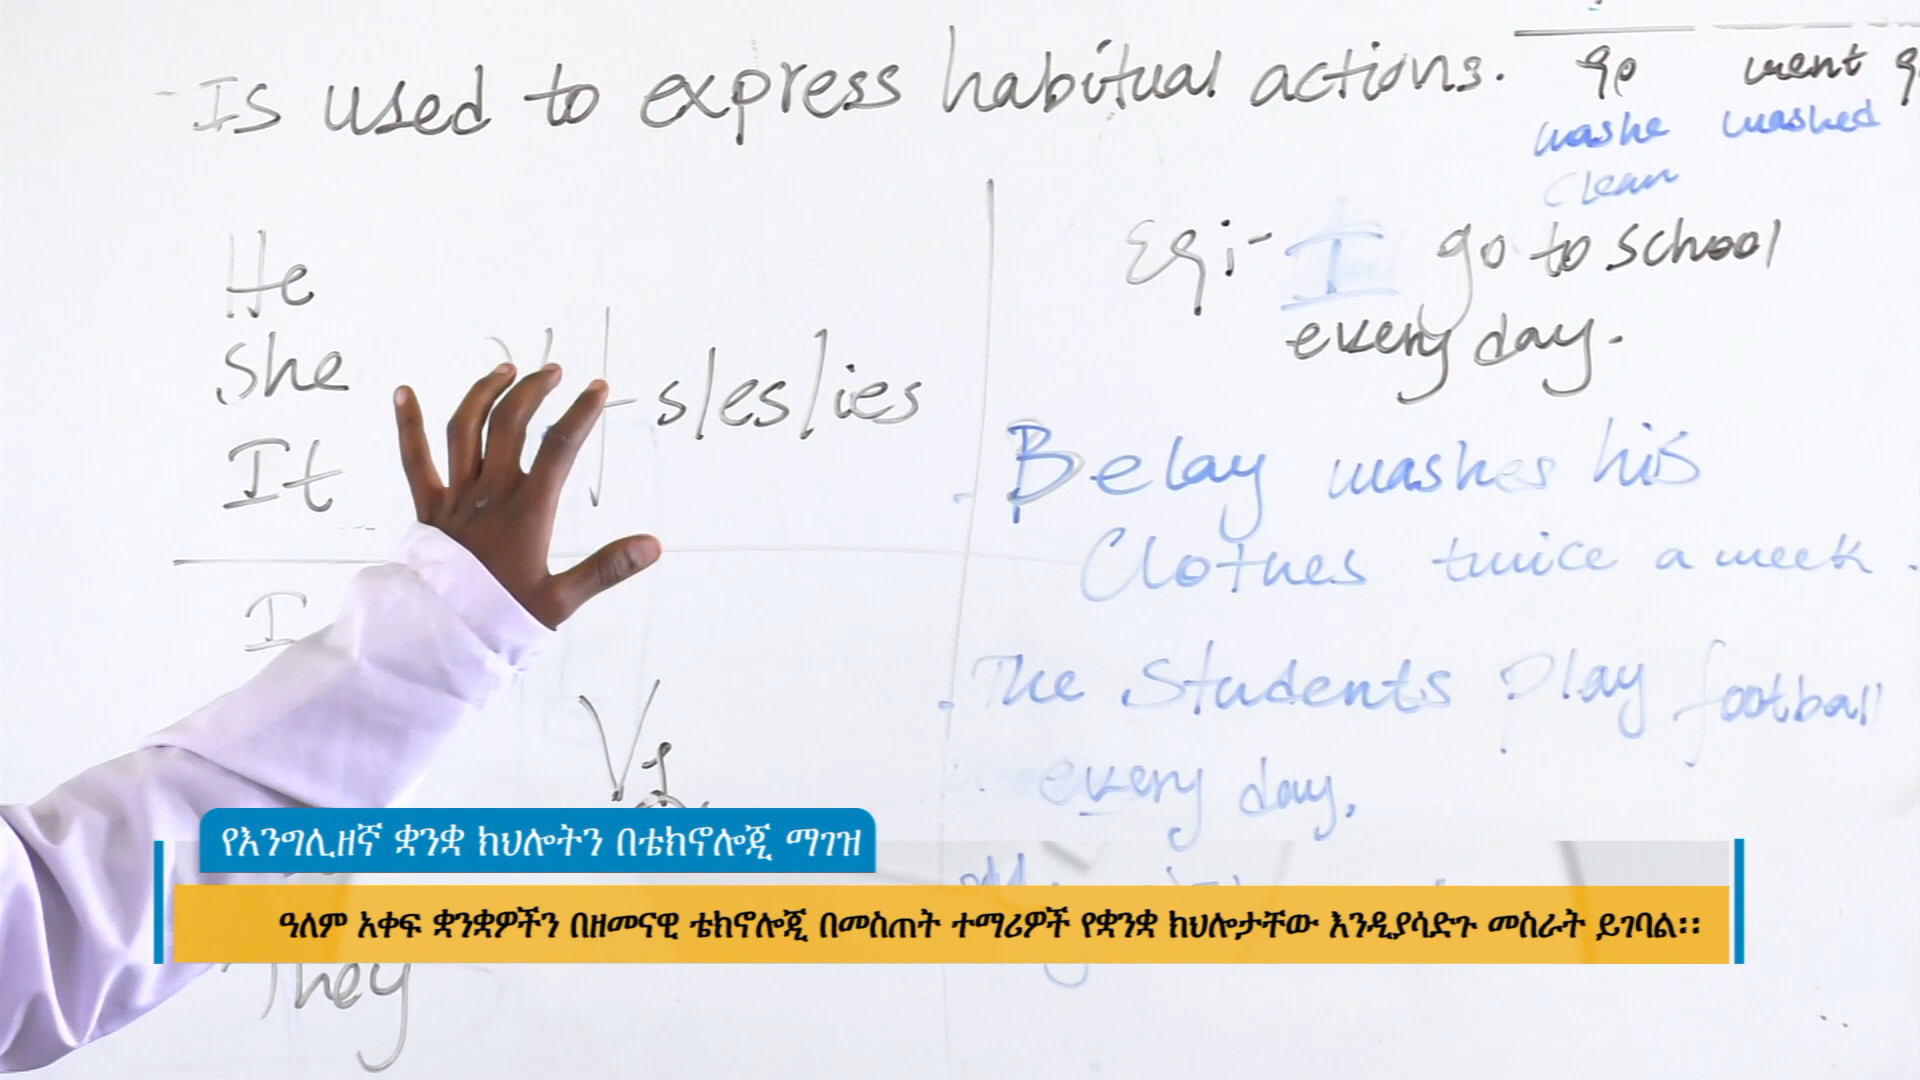 - Is used to express habitual actions.
go went
washe washed
clean
He
She
It
s/es/ies
Eg:- I go to school
every day.
- Belay washes his
Clothes twice a week.
- The Students play football
every day.
I
V1
They
የእንግሊዘኛ ቋንቋ ክህሎትን በቴክኖሎጂ ማገዝ
ዓለም አቀፍ ቋንቋዎችን በዘመናዊ ቴክኖሎጂ በመስጠት ተማሪዎች የቋንቋ ክህሎታቸው እንዲያሳድጉ መስራት ይገባል፡፡